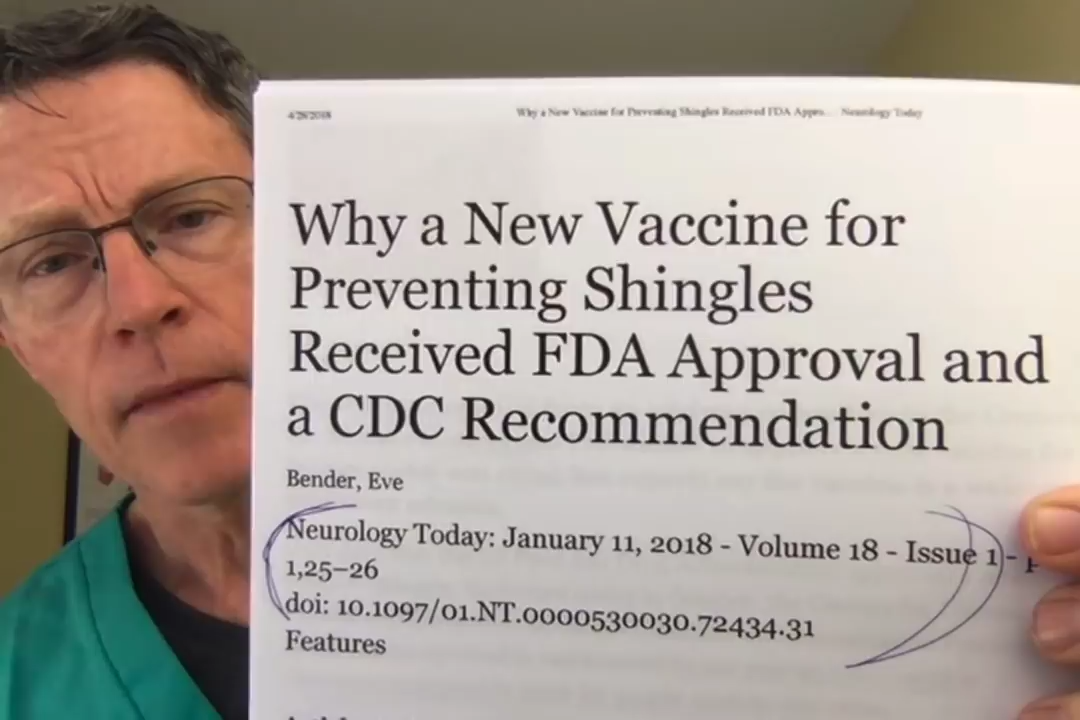 4/28/2018
Why a New Vaccine for Preventing Shingles Received FDA Appro... : Neurology Today
Why a New Vaccine for
Preventing Shingles
Received FDA Approval and
a CDC Recommendation
Bender, Eve
Neurology Today: January 11, 2018 - Volume 18 - Issue 1 -
1,25–26
doi: 10.1097/01.NT.0000530030.72434.31
Features